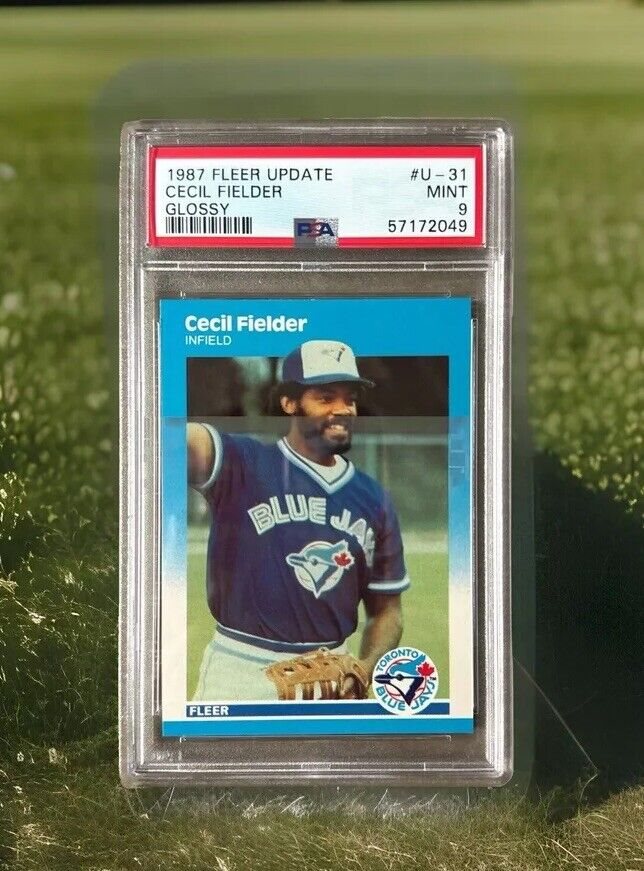 1987 FLEER UPDATE #U-31
CECIL FIELDER MINT
GLOSSY 9
PSA 57172049
Cecil Fielder
INFIELD
BLUE JA
TORONTO
BLUE JAYS
FLEER